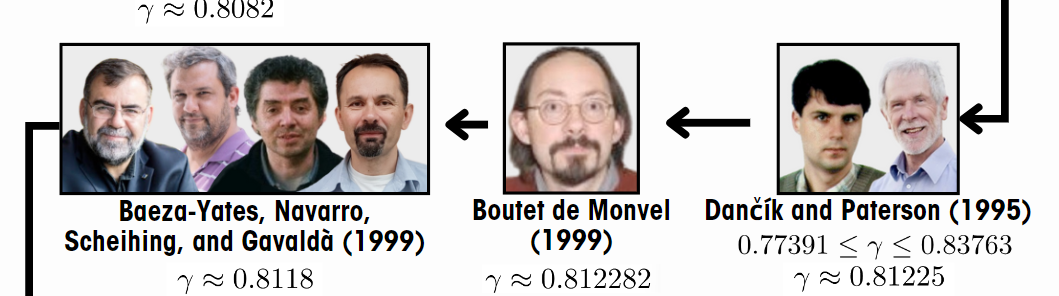 γ ≈ 0.8082
Baeza-Yates, Navarro,
Scheihing, and Gavaldà (1999)
γ ≈ 0.8118
Boutet de Monvel
(1999)
γ ≈ 0.812282
Dančík and Paterson (1995)
0.77391 ≤ γ ≤ 0.83763
γ ≈ 0.81225